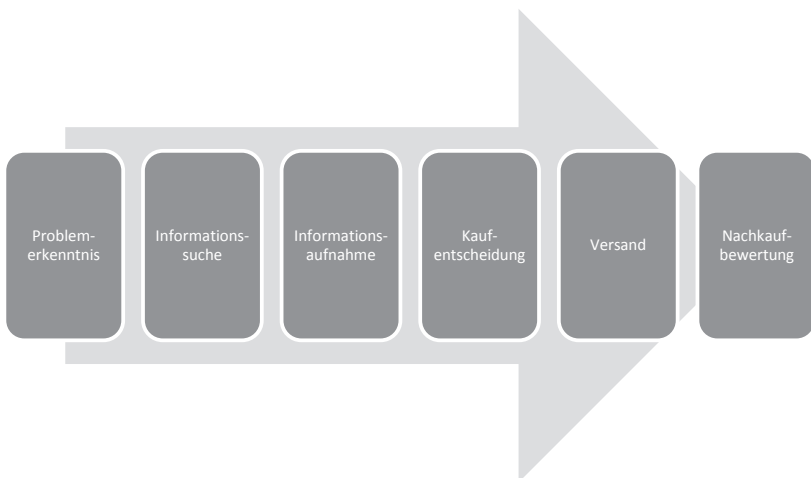 Problem-
erkenntnis
Informations-
suche
Informations-
aufnahme
Kauf-
entscheidung
Versand
Nachkauf-
bewertung